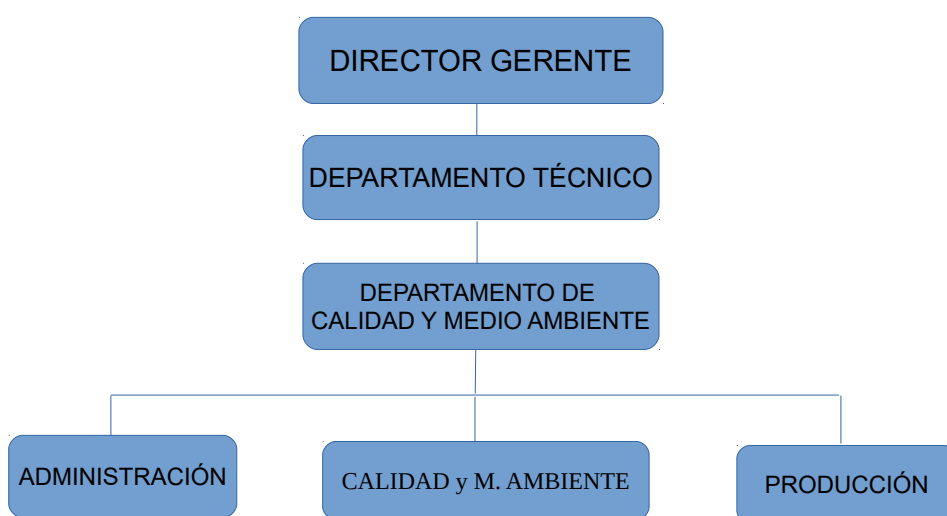 DIRECTOR GERENTE
DEPARTAMENTO TÉCNICO
DEPARTAMENTO DE
CALIDAD Y MEDIO AMBIENTE
ADMINISTRACIÓN
CALIDAD y M. AMBIENTE
PRODUCCIÓN